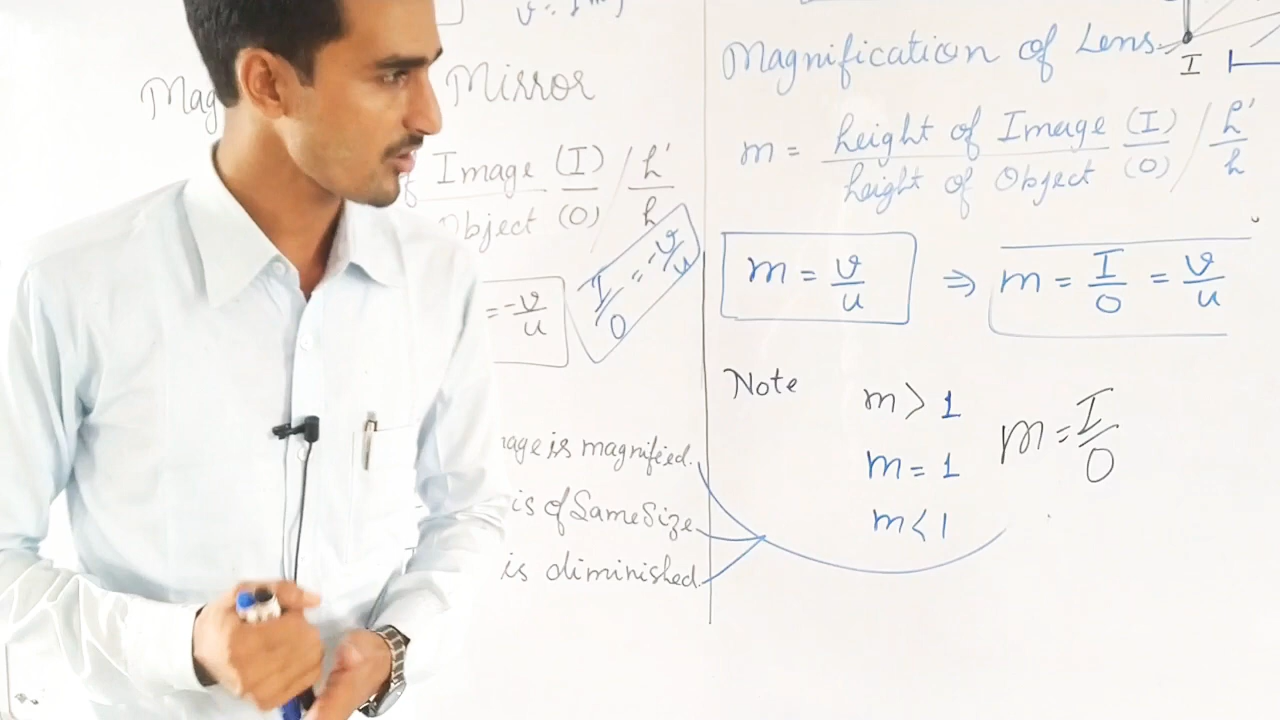 Mirror
Image (I) / h'
Object (O) / h
= -v/u
I/O = -v/u
is magnified.
is of Same Size
is diminished.
Magnification of Lens
I
m = height of Image (I) / h'
height of Object (O) / h
m = v/u ⇒ m = I/O = v/u
Note
m > 1
m = 1
m < 1
m = I/O